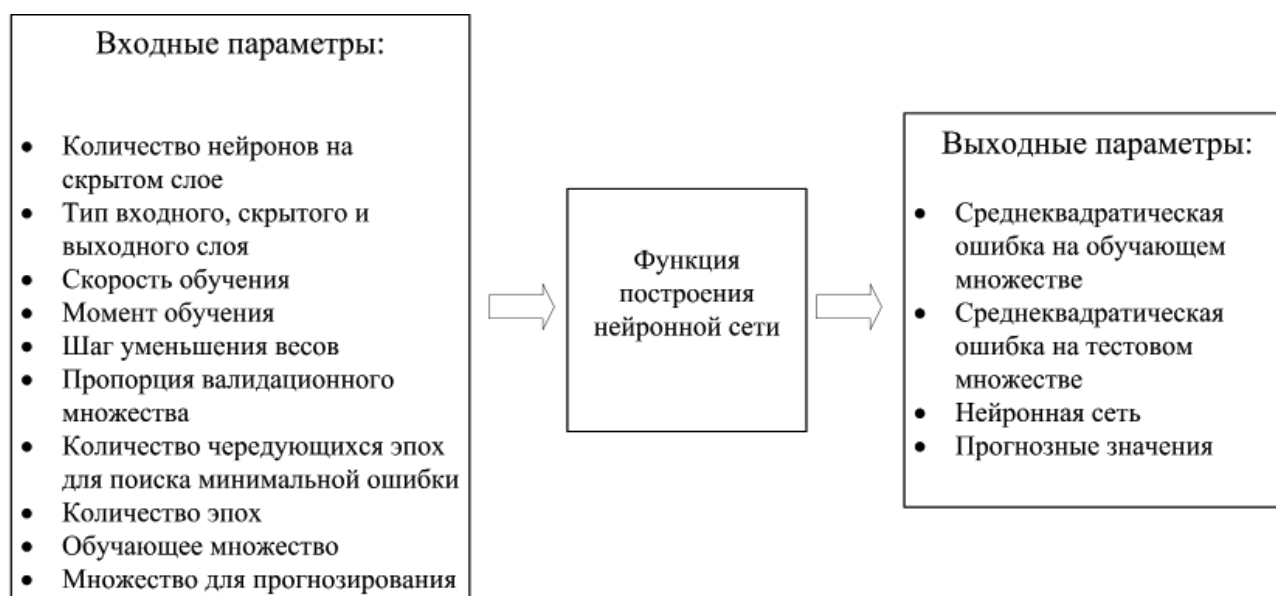 Входные параметры:
• Количество нейронов на
скрытом слое
• Тип входного, скрытого и
выходного слоя
• Скорость обучения
• Момент обучения
• Шаг уменьшения весов
• Пропорция валидационного
множества
• Количество чередующихся эпох
для поиска минимальной ошибки
• Количество эпох
• Обучающее множество
• Множество для прогнозирования
Функция
построения
нейронной сети
Выходные параметры:
• Среднеквадратическая
ошибка на обучающем
множестве
• Среднеквадратическая
ошибка на тестовом
множестве
• Нейронная сеть
• Прогнозные значения